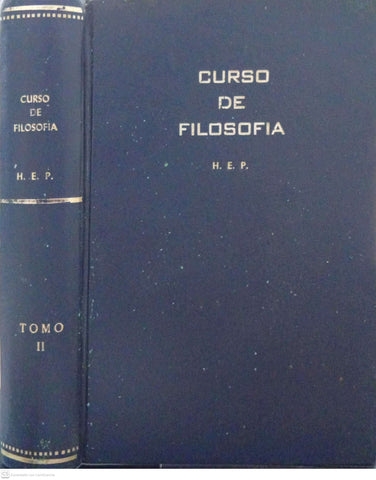 CURSO
DE
FILOSOFIA
H. E. P.
TOMO
II
CURSO
DE
FILOSOFIA
H. E. P.